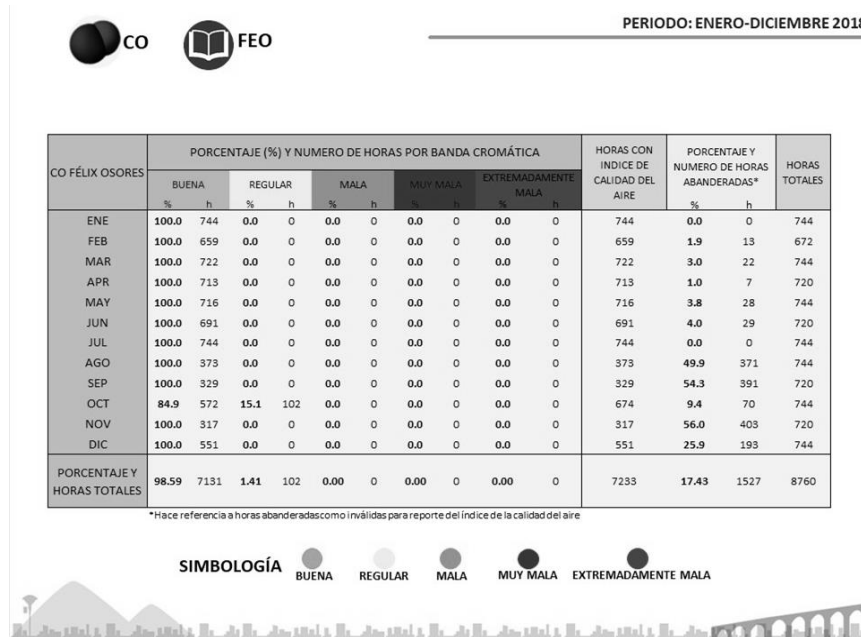 PERIODO: ENERO-DICIEMBRE 2018
CO FEO
CO FÉLIX OSORES
PORCENTAJE (%) Y NUMERO DE HORAS POR BANDA CROMÁTICA
HORAS CON INDICE DE CALIDAD DEL AIRE
PORCENTAJE Y NUMERO DE HORAS ABANDERADAS*
HORAS TOTALES
BUENA REGULAR MALA MUY MALA EXTREMADAMENTE MALA
% h % h % h % h % h % h
ENE 100.0 744 0.0 0 0.0 0 0.0 0 0.0 0 744 0.0 0 744
FEB 100.0 659 0.0 0 0.0 0 0.0 0 0.0 0 659 1.9 13 672
MAR 100.0 722 0.0 0 0.0 0 0.0 0 0.0 0 722 3.0 22 744
APR 100.0 713 0.0 0 0.0 0 0.0 0 0.0 0 713 1.0 7 720
MAY 100.0 716 0.0 0 0.0 0 0.0 0 0.0 0 716 3.8 28 744
JUN 100.0 691 0.0 0 0.0 0 0.0 0 0.0 0 691 4.0 29 720
JUL 100.0 744 0.0 0 0.0 0 0.0 0 0.0 0 744 0.0 0 744
AGO 100.0 373 0.0 0 0.0 0 0.0 0 0.0 0 373 49.9 371 744
SEP 100.0 329 0.0 0 0.0 0 0.0 0 0.0 0 329 54.3 391 720
OCT 84.9 572 15.1 102 0.0 0 0.0 0 0.0 0 674 9.4 70 744
NOV 100.0 317 0.0 0 0.0 0 0.0 0 0.0 0 317 56.0 403 720
DIC 100.0 551 0.0 0 0.0 0 0.0 0 0.0 0 551 25.9 193 744
PORCENTAJE Y HORAS TOTALES 98.59 7131 1.41 102 0.00 0 0.00 0 0.00 0 7233 17.43 1527 8760
*Hace referencia a horas abanderadas como inválidas para reporte del índice de la calidad del aire
SIMBOLOGÍA BUENA REGULAR MALA MUY MALA EXTREMADAMENTE MALA